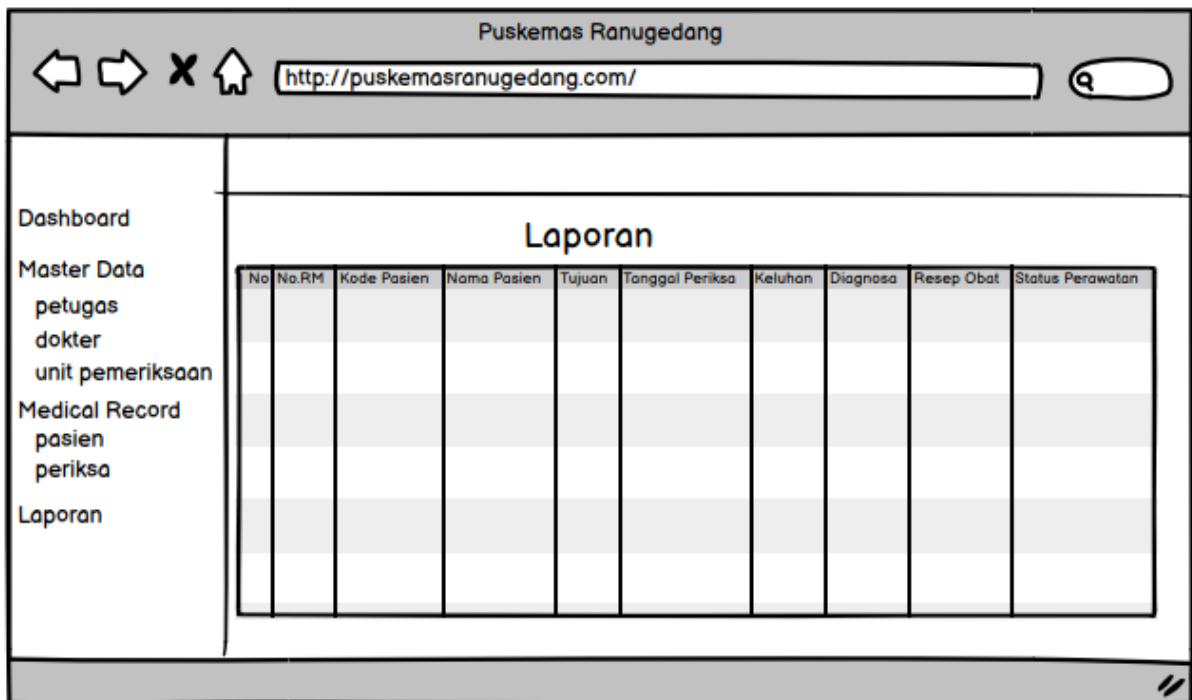 Puskemas Ranugedang
http://puskemasranugedang.com/
Dashboard
Master Data
petugas
dokter
unit pemeriksaan
Medical Record
pasien
periksa
Laporan
Laporan
No No.RM Kode Pasien Nama Pasien Tujuan Tanggal Periksa Keluhan Diagnosa Resep Obat Status Perawatan